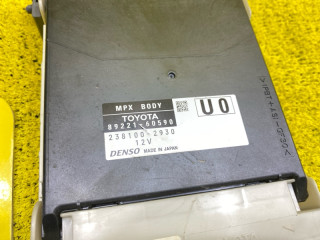 MPX BODY
TOYOTA
89221-60590
238100-2930
12V
DENSO MADE IN JAPAN
U0